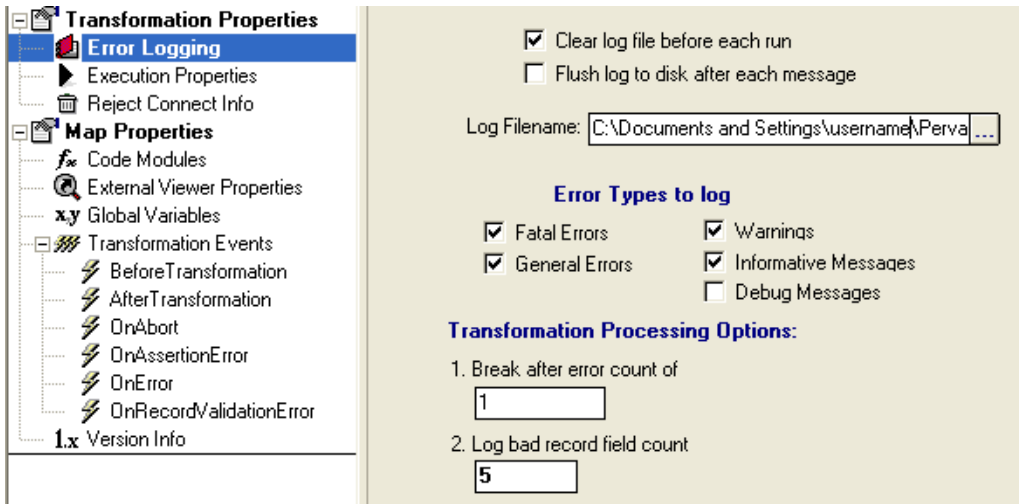 Transformation Properties
Error Logging
Execution Properties
Reject Connect Info
Map Properties
fx Code Modules
External Viewer Properties
x,y Global Variables
Transformation Events
BeforeTransformation
AfterTransformation
OnAbort
OnAssertionError
OnError
OnRecordValidationError
1.x Version Info
Clear log file before each run
Flush log to disk after each message
Log Filename: C:\Documents and Settings\username\Perva ...
Error Types to log
Fatal Errors
Warnings
General Errors
Informative Messages
Debug Messages
Transformation Processing Options:
1. Break after error count of
1
2. Log bad record field count
5